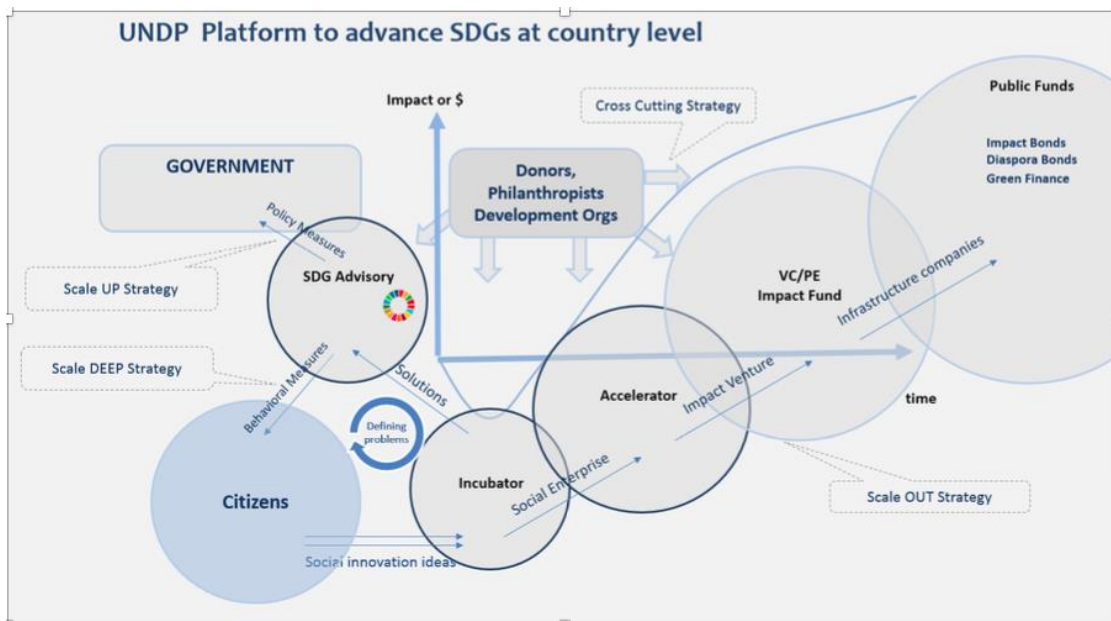 UNDP Platform to advance SDGs at country level
Impact or $
Cross Cutting Strategy
Public Funds
Impact Bonds
Diaspora Bonds
Green Finance
GOVERNMENT
Donors,
Philanthropists
Development Orgs
Policy Measures
SDG Advisory
Scale UP Strategy
VC/PE
Impact Fund
Infrastructure companies
Scale DEEP Strategy
Behavioral Measures
Solutions
Accelerator
Impact Venture
time
Defining
problems
Citizens
Incubator
Social Enterprise
Scale OUT Strategy
Social innovation ideas